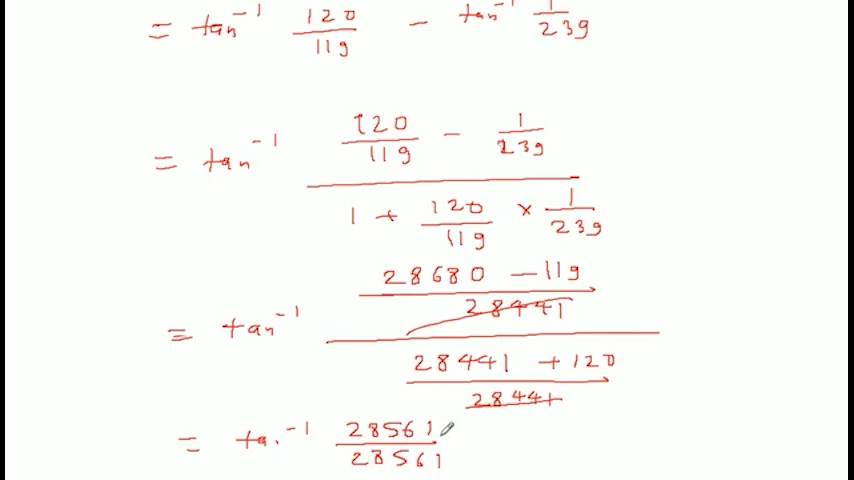 = tan⁻¹ 120/119 - tan⁻¹ 1/239
= tan⁻¹ (120/119 - 1/239) / (1 + 120/119 × 1/239)
= tan⁻¹ ((28680 - 119)/28441) / ((28441 + 120)/28441)
= tan⁻¹ 28561/28561